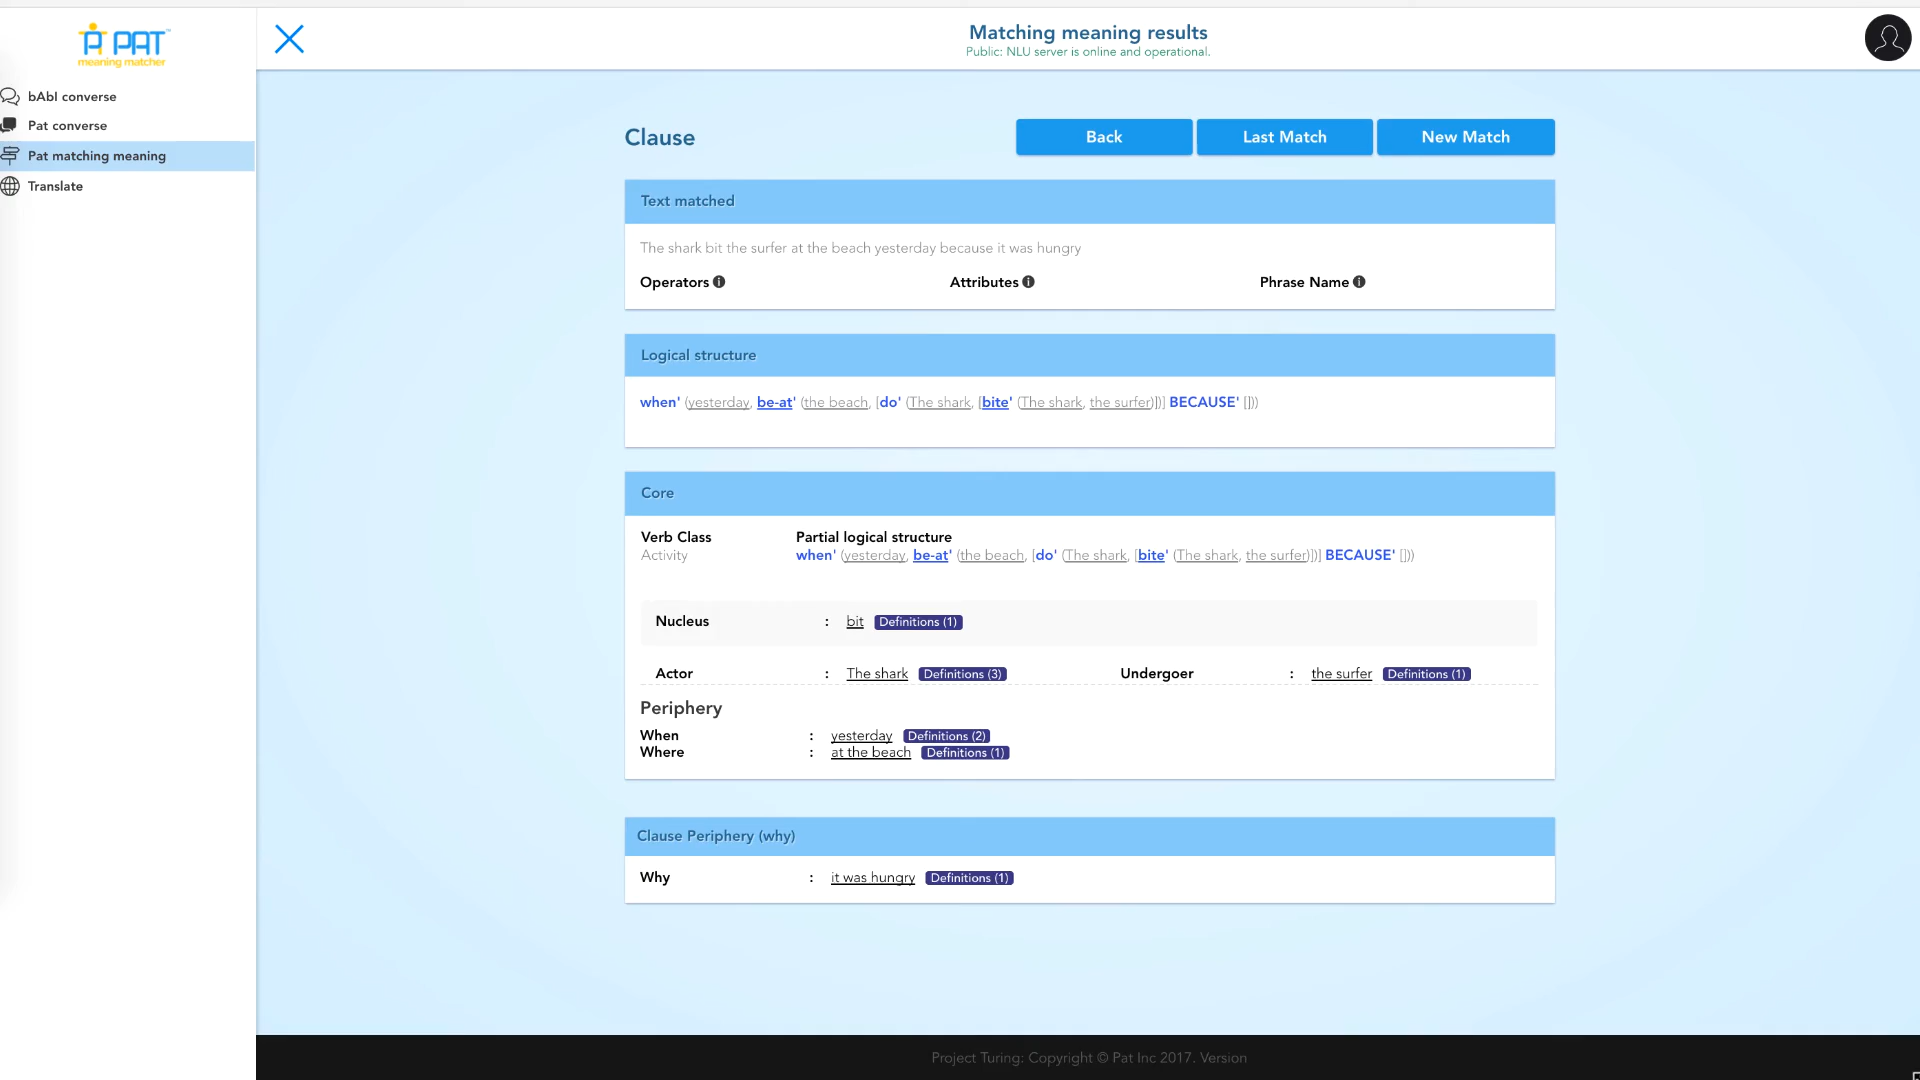 PAT
meaning matcher
bAbI converse
Pat converse
Pat matching meaning
Translate
Matching meaning results
Public: NLU server is online and operational.
Clause
Back
Last Match
New Match
Text matched
The shark bit the surfer at the beach yesterday because it was hungry
Operators
Attributes
Phrase Name
Logical structure
when' (yesterday, be-at' (the beach, [do' (The shark, [bite' (The shark, the surfer)])] BECAUSE' []))
Core
Verb Class
Activity
Partial logical structure
when' (yesterday, be-at' (the beach, [do' (The shark, [bite' (The shark, the surfer)])] BECAUSE' []))
Nucleus : bit Definitions (1)
Actor : The shark Definitions (3) Undergoer : the surfer Definitions (1)
Periphery
When : yesterday Definitions (2)
Where : at the beach Definitions (1)
Clause Periphery (why)
Why : it was hungry Definitions (1)
Project Turing: Copyright © Pat Inc 2017. Version